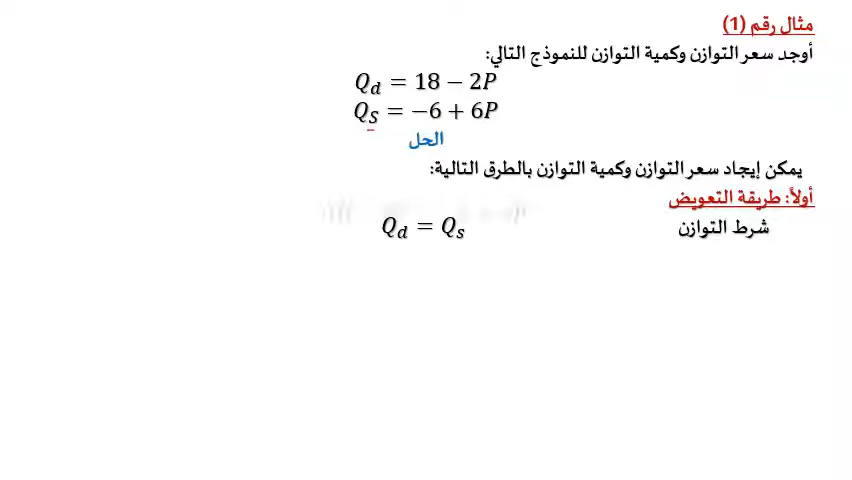 مثال رقم (1)
أوجد سعر التوازن وكمية التوازن للنموذج التالي:
Q_d = 18 − 2P
Q_S = −6 + 6P
الحل
يمكن إيجاد سعر التوازن وكمية التوازن بالطرق التالية:
أولاً: طريقة التعويض
شرط التوازن Q_d = Q_s